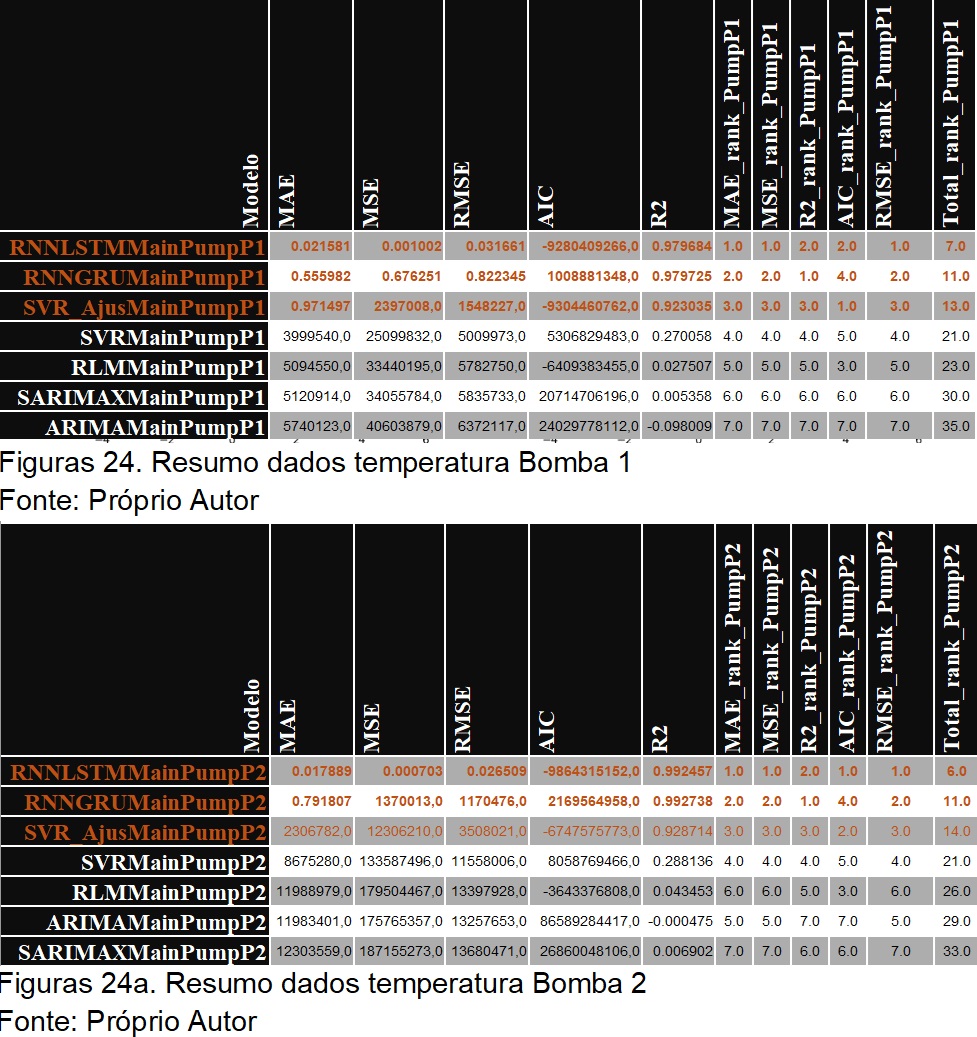 Modelo MAE MSE RMSE AIC R2 MAE_rank_PumpP1 MSE_rank_PumpP1 R2_rank_PumpP1 AIC_rank_PumpP1 RMSE_rank_PumpP1 Total_rank_PumpP1
RNNLSTMMainPumpP1 0.021581 0.001002 0.031661 -9280409266,0 0.979684 1.0 1.0 2.0 2.0 1.0 7.0
RNNGRUMainPumpP1 0.555982 0.676251 0.822345 1008881348,0 0.979725 2.0 2.0 1.0 4.0 2.0 11.0
SVR_AjusMainPumpP1 0.971497 2397008,0 1548227,0 -9304460762,0 0.923035 3.0 3.0 3.0 1.0 3.0 13.0
SVRMainPumpP1 3999540,0 25099832,0 5009973,0 5306829483,0 0.270058 4.0 4.0 4.0 5.0 4.0 21.0
RLMMainPumpP1 5094550,0 33440195,0 5782750,0 -6409383455,0 0.027507 5.0 5.0 5.0 3.0 5.0 23.0
SARIMAXMainPumpP1 5120914,0 34055784,0 5835733,0 20714706196,0 0.005358 6.0 6.0 6.0 6.0 6.0 30.0
ARIMAMainPumpP1 5740123,0 40603879,0 6372117,0 24029778112,0 -0.098009 7.0 7.0 7.0 7.0 7.0 35.0
Figuras 24. Resumo dados temperatura Bomba 1
Fonte: Próprio Autor
Modelo MAE MSE RMSE AIC R2 MAE_rank_PumpP2 MSE_rank_PumpP2 R2_rank_PumpP2 AIC_rank_PumpP2 RMSE_rank_PumpP2 Total_rank_PumpP2
RNNLSTMMainPumpP2 0.017889 0.000703 0.026509 -9864315152,0 0.992457 1.0 1.0 2.0 1.0 1.0 6.0
RNNGRUMainPumpP2 0.791807 1370013,0 1170476,0 2169564958,0 0.992738 2.0 2.0 1.0 4.0 2.0 11.0
SVR_AjusMainPumpP2 2306782,0 12306210,0 3508021,0 -6747575773,0 0.928714 3.0 3.0 3.0 2.0 3.0 14.0
SVRMainPumpP2 8675280,0 133587496,0 11558006,0 8058769466,0 0.288136 4.0 4.0 4.0 5.0 4.0 21.0
RLMMainPumpP2 11988979,0 179504467,0 13397928,0 -3643376808,0 0.043453 6.0 6.0 5.0 3.0 6.0 26.0
ARIMAMainPumpP2 11983401,0 175765357,0 13257653,0 86589284417,0 -0.000475 5.0 5.0 7.0 7.0 5.0 29.0
SARIMAXMainPumpP2 12303559,0 187155273,0 13680471,0 26860048106,0 0.006902 7.0 7.0 6.0 6.0 7.0 33.0
Figuras 24a. Resumo dados temperatura Bomba 2
Fonte: Próprio Autor